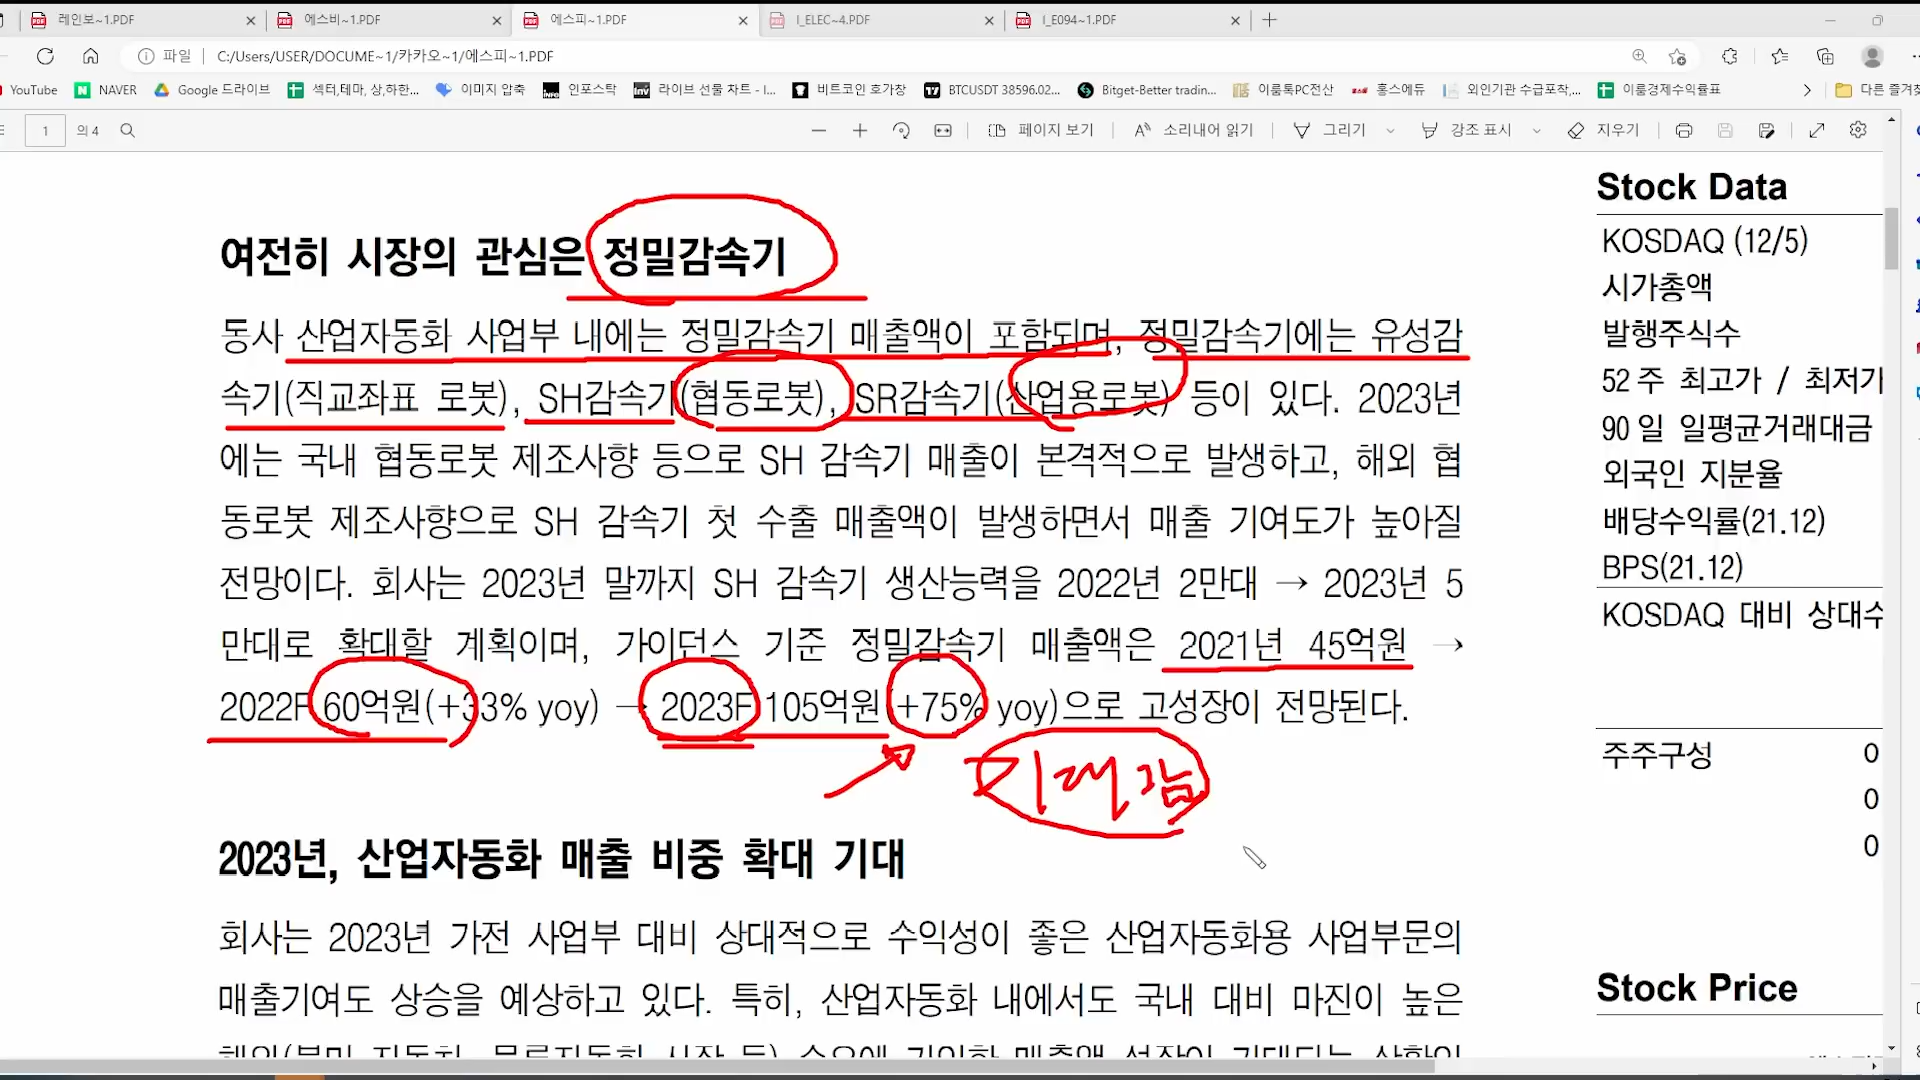 레인보~1.PDF
에스비~1.PDF
에스피~1.PDF
I_ELEC~4.PDF
I_E094~1.PDF
파일 C:/Users/USER/DOCUME~1/카카오~1/에스피~1.PDF
YouTube NAVER Google 드라이브 섹터,테마, 상,하한... 이미지 압축 인포스탁 라이브 선물 차트 - I... 비트코인 호가창 BTCUSDT 38596.02... Bitget-Better tradin... 이룸톡PC전산 홍스에듀 외인기관 수급포착,... 이룸경제수익률표 다른 즐겨
1 의 4 페이지 보기 소리내어 읽기 그리기 강조 표시 지우기
여전히 시장의 관심은 정밀감속기
동사 산업자동화 사업부 내에는 정밀감속기 매출액이 포함되며, 정밀감속기에는 유성감
속기(직교좌표 로봇), SH감속기(협동로봇), SR감속기(산업용로봇) 등이 있다. 2023년
에는 국내 협동로봇 제조사향 등으로 SH 감속기 매출이 본격적으로 발생하고, 해외 협
동로봇 제조사향으로 SH 감속기 첫 수출 매출액이 발생하면서 매출 기여도가 높아질
전망이다. 회사는 2023년 말까지 SH 감속기 생산능력을 2022년 2만대 → 2023년 5
만대로 확대할 계획이며, 가이던스 기준 정밀감속기 매출액은 2021년 45억원 →
2022F 60억원(+33% yoy) → 2023F 105억원(+75% yoy)으로 고성장이 전망된다.
기대감
2023년, 산업자동화 매출 비중 확대 기대
회사는 2023년 가전 사업부 대비 상대적으로 수익성이 좋은 산업자동화용 사업부문의
매출기여도 상승을 예상하고 있다. 특히, 산업자동화 내에서도 국내 대비 마진이 높은
Stock Data
KOSDAQ (12/5)
시가총액
발행주식수
52 주 최고가 / 최저가
90 일 일평균거래대금
외국인 지분율
배당수익률(21.12)
BPS(21.12)
KOSDAQ 대비 상대수
주주구성 0
0
0
Stock Price